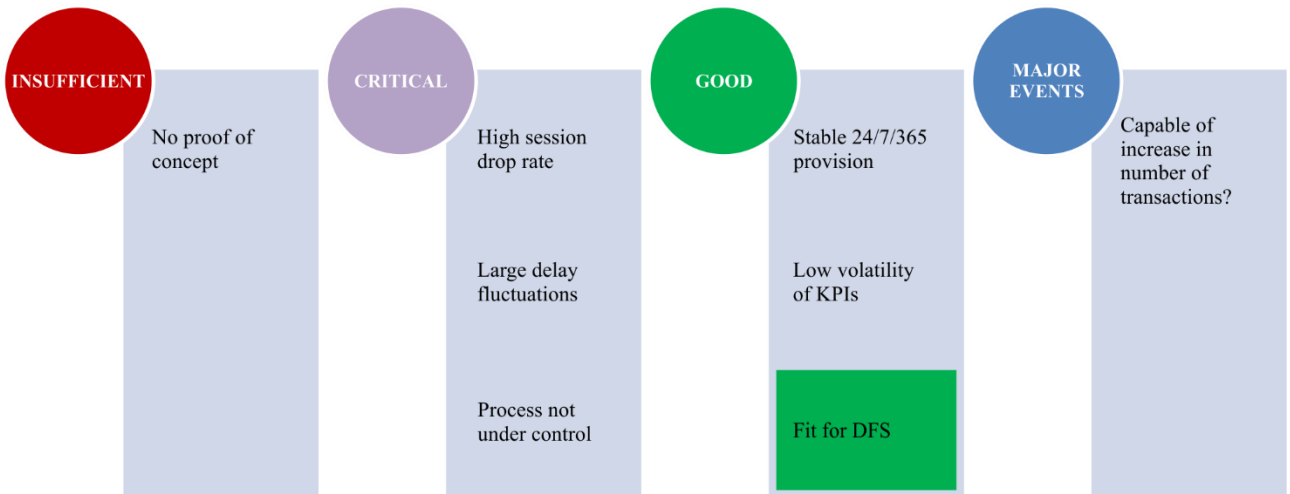 INSUFFICIENT
No proof of
concept
CRITICAL
High session
drop rate
Large delay
fluctuations
Process not
under control
GOOD
Stable 24/7/365
provision
Low volatility
of KPIs
Fit for DFS
MAJOR
EVENTS
Capable of
increase in
number of
transactions?